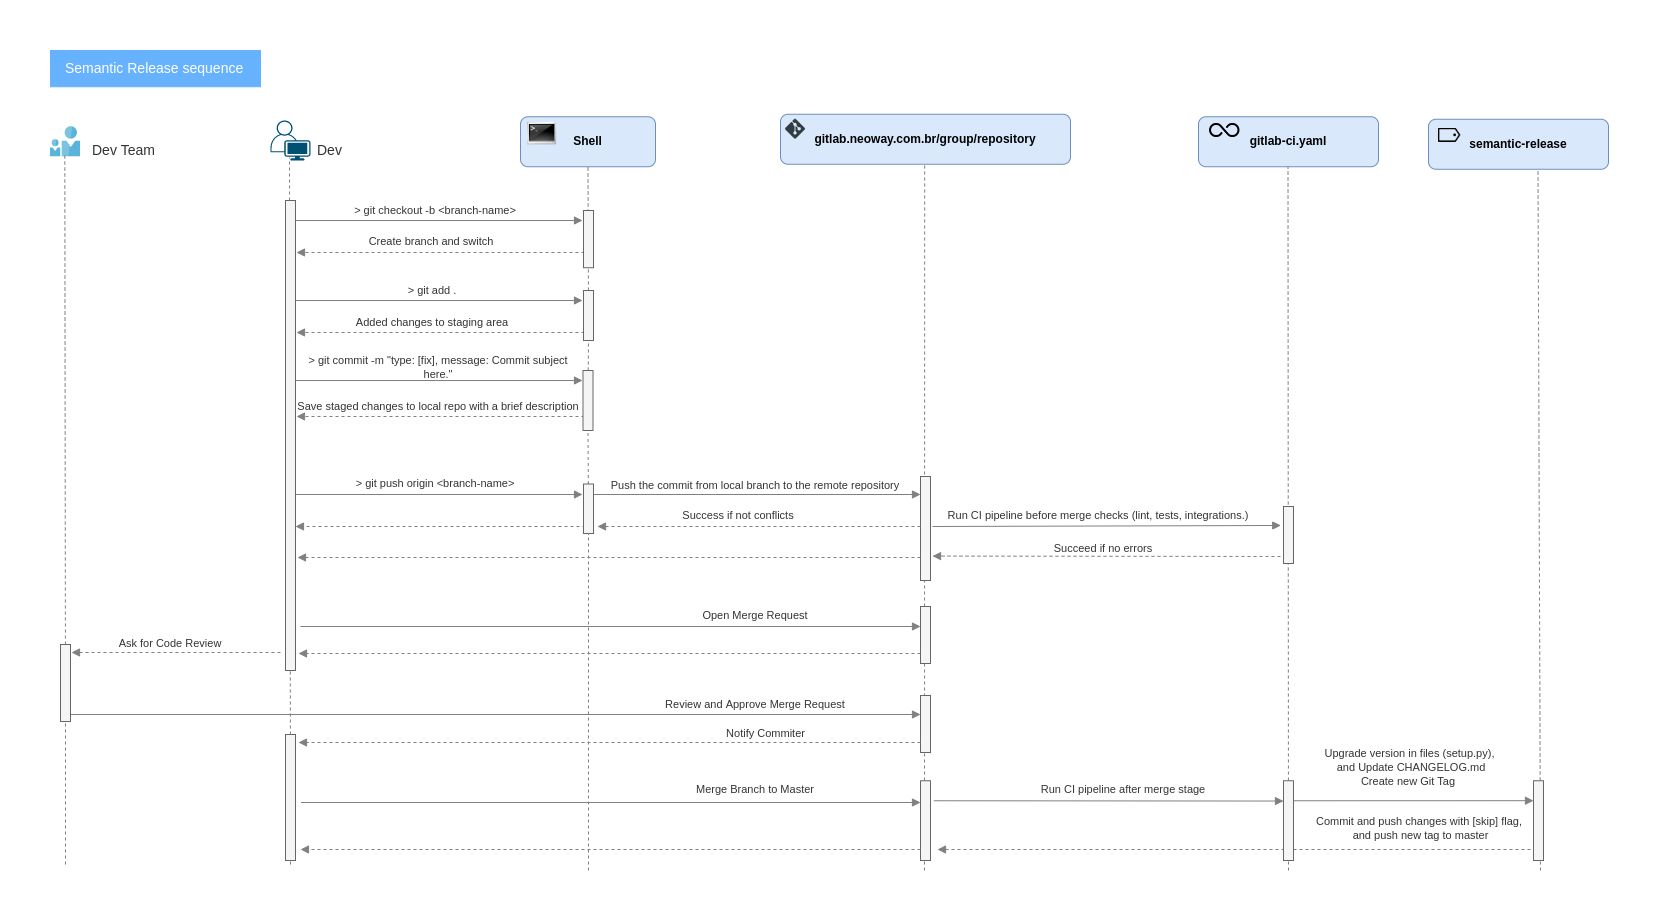 Semantic Release sequence
Dev Team
Dev
Shell
gitlab.neoway.com.br/group/repository
gitlab-ci.yaml
semantic-release
> git checkout -b <branch-name>
Create branch and switch
> git add .
Added changes to staging area
> git commit -m "type: [fix], message: Commit subject
here."
Save staged changes to local repo with a brief description
> git push origin <branch-name>
Push the commit from local branch to the remote repository
Success if not conflicts
Run CI pipeline before merge checks (lint, tests, integrations.)
Succeed if no errors
Open Merge Request
Ask for Code Review
Review and Approve Merge Request
Notify Commiter
Upgrade version in files (setup.py),
and Update CHANGELOG.md
Create new Git Tag
Merge Branch to Master
Run CI pipeline after merge stage
Commit and push changes with [skip] flag,
and push new tag to master